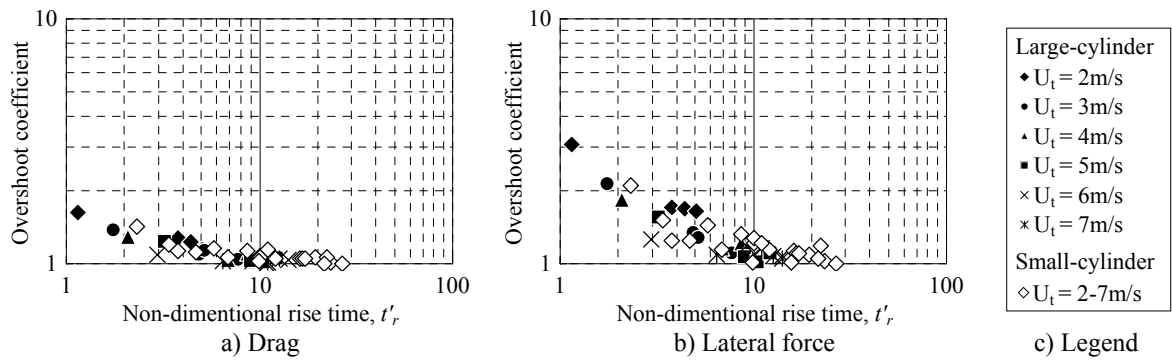 10
Overshoot coefficient
1
1
10
100
Non-dimentional rise time, t'r
a) Drag
10
Overshoot coefficient
1
1
10
100
Non-dimentional rise time, t'r
b) Lateral force
Large-cylinder
Ut = 2m/s
Ut = 3m/s
Ut = 4m/s
Ut = 5m/s
Ut = 6m/s
Ut = 7m/s
Small-cylinder
Ut = 2-7m/s
c) Legend